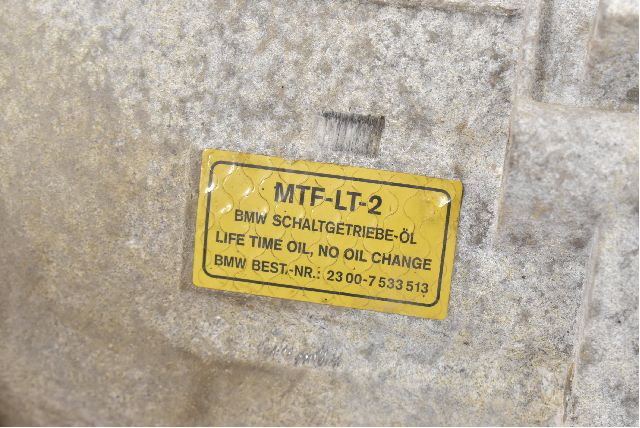 MTF-LT-2
BMW SCHALTGETRIEBE-ÖL
LIFE TIME OIL, NO OIL CHANGE
BMW BEST.-NR.: 23 00-7 533 513